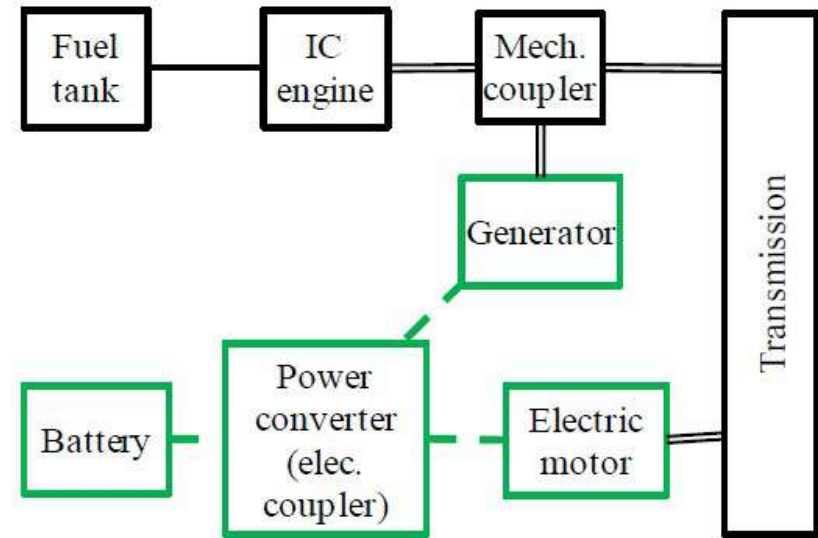 Fuel
tank
IC
engine
Mech.
coupler
Generator
Transmission
Battery
Power
converter
(elec.
coupler)
Electric
motor